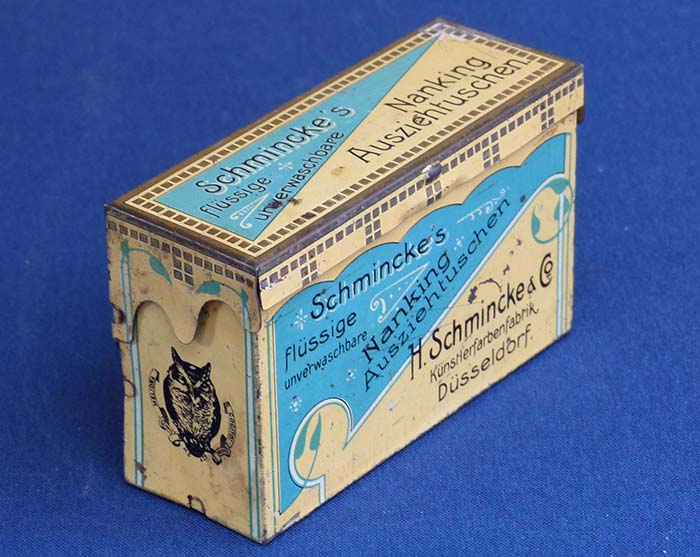 Schmincke's
flüssige
unverwaschbare
Nanking
Ausziehtuschen.
Schmincke's
flüssige
unverwaschbare
Nanking
Ausziehtuschen
H. Schmincke & Co
Künstlerfarbenfabrik.
Düsseldorf.